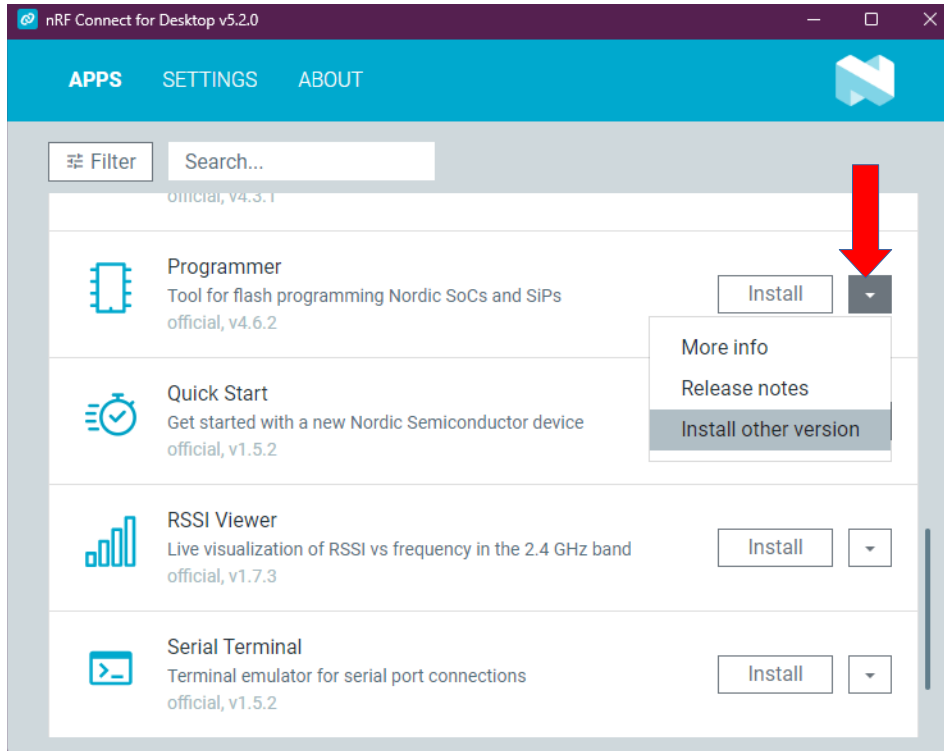 nRF Connect for Desktop v5.2.0
APPS SETTINGS ABOUT
Filter Search...
official, v4.3.1
Programmer
Tool for flash programming Nordic SoCs and SiPs
official, v4.6.2
Install
More info
Release notes
Install other version
Quick Start
Get started with a new Nordic Semiconductor device
official, v1.5.2
RSSI Viewer
Live visualization of RSSI vs frequency in the 2.4 GHz band
official, v1.7.3
Install
Serial Terminal
Terminal emulator for serial port connections
official, v1.5.2
Install